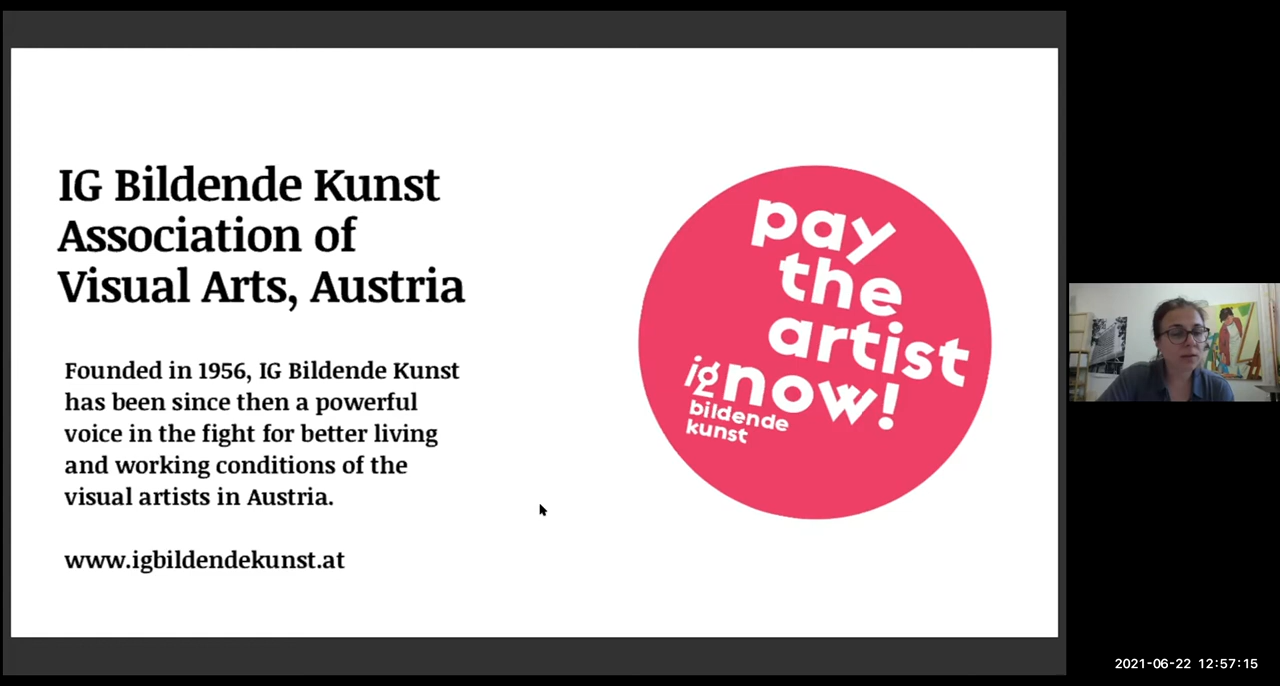 IG Bildende Kunst
Association of
Visual Arts, Austria
Founded in 1956, IG Bildende Kunst
has been since then a powerful
voice in the fight for better living
and working conditions of the
visual artists in Austria.
www.igbildendekunst.at
pay
the
artist
ig now!
bildende
kunst
2021-06-22 12:57:15